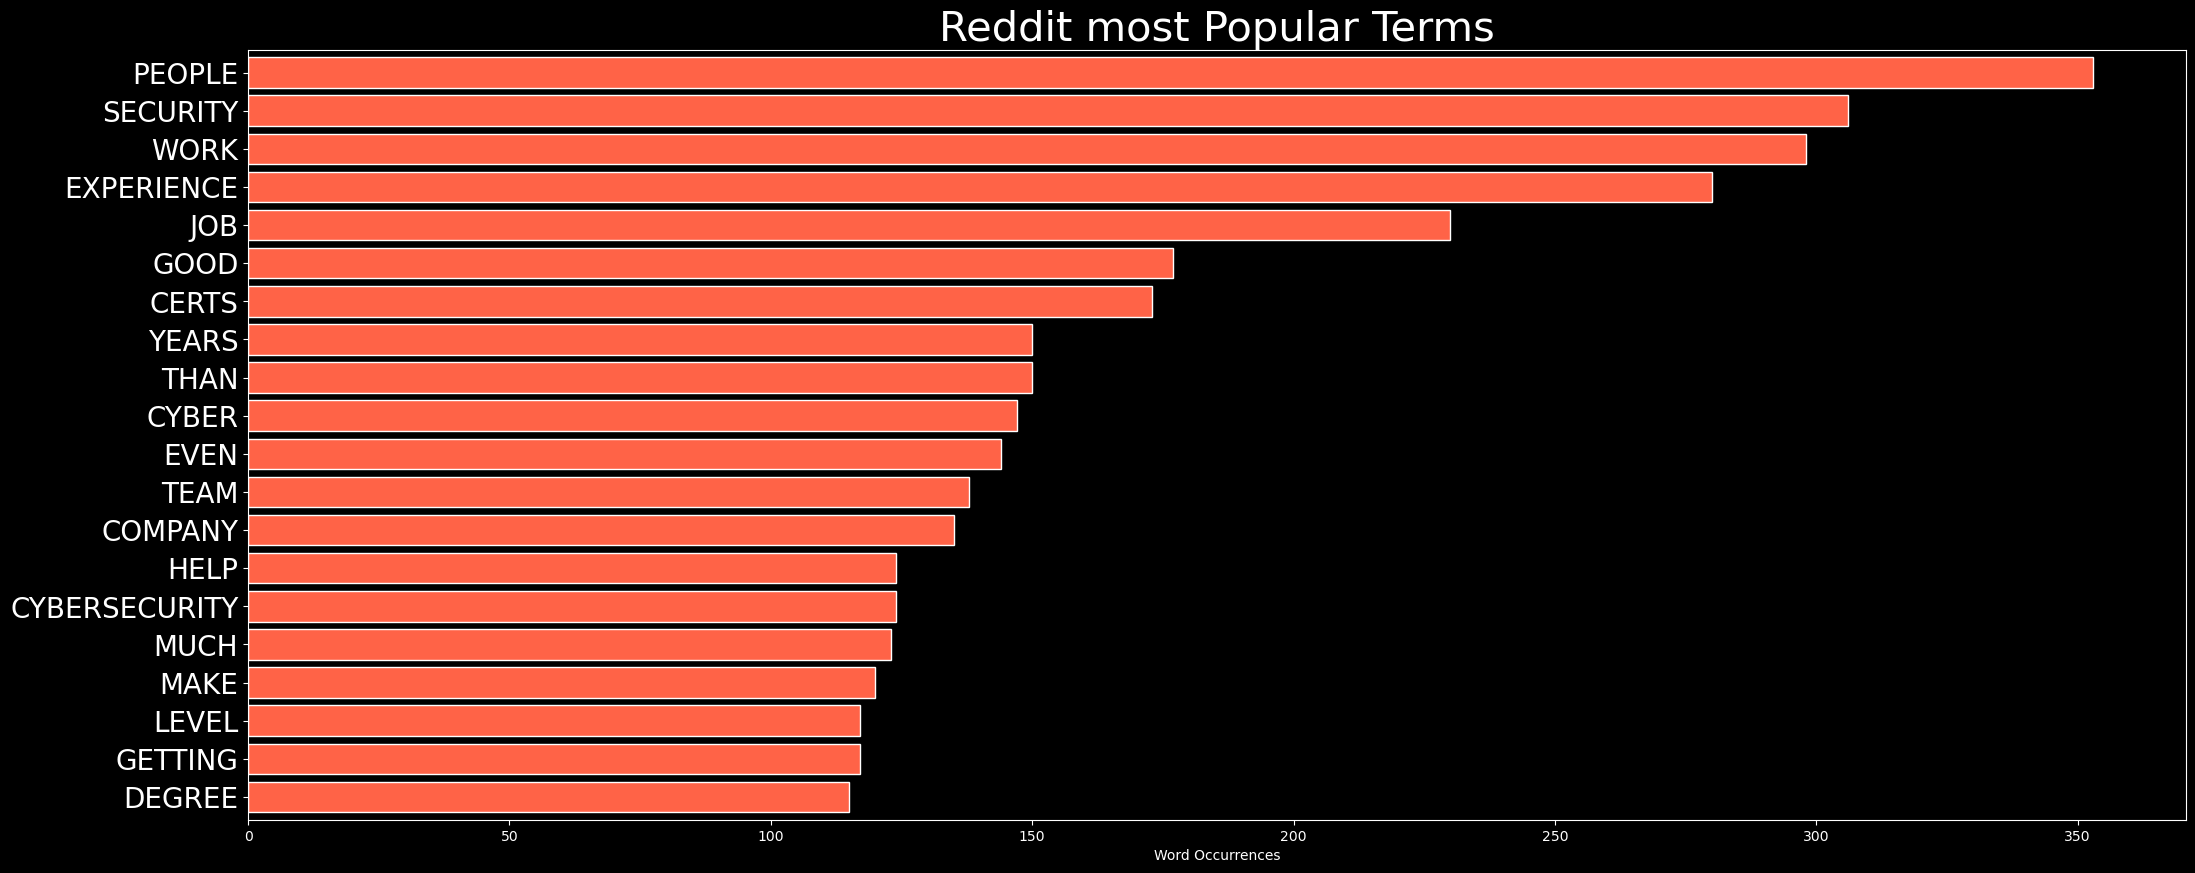 Reddit most Popular Terms
PEOPLE
SECURITY
WORK
EXPERIENCE
JOB
GOOD
CERTS
YEARS
THAN
CYBER
EVEN
TEAM
COMPANY
HELP
CYBERSECURITY
MUCH
MAKE
LEVEL
GETTING
DEGREE
0 50 100 150 200 250 300 350
Word Occurrences